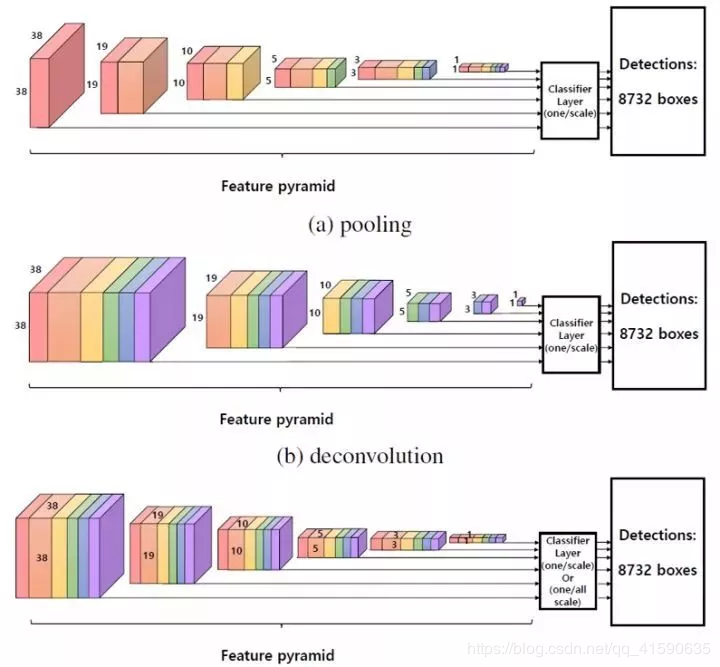 38
38
19
19
10
10
5
5
3
3
1
1
Classifier
Layer
(one/scale)
Detections:
8732 boxes
Feature pyramid
(a) pooling
38
38
19
19
10
10
5
5
3
3
1
1
Classifier
Layer
(one/scale)
Detections:
8732 boxes
Feature pyramid
(b) deconvolution
38
38
19
19
10
10
5
5
3
3
1
1
Classifier
Layer
(one/scale)
Or
(one/all
scale)
Detections:
8732 boxes
Feature pyramid
https://blog.csdn.net/qq_41590635